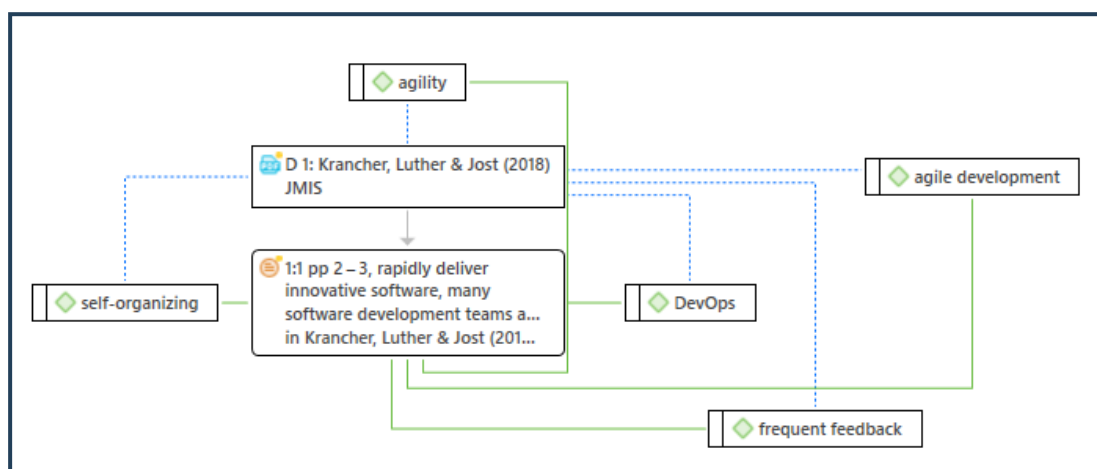 agility
D 1: Krancher, Luther & Jost (2018)
JMIS
agile development
1:1 pp 2 – 3, rapidly deliver
innovative software, many
software development teams a...
in Krancher, Luther & Jost (201...
self-organizing
DevOps
frequent feedback